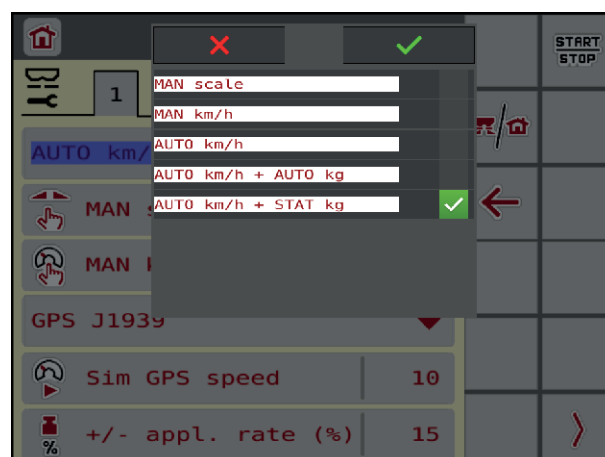 START
STOP
1
MAN scale
MAN km/h
AUTO km/h
AUTO km/h + AUTO kg
AUTO km/h + STAT kg
AUTO km/
MAN
MAN
GPS J1939
Sim GPS speed 10
% +/- appl. rate (%) 15